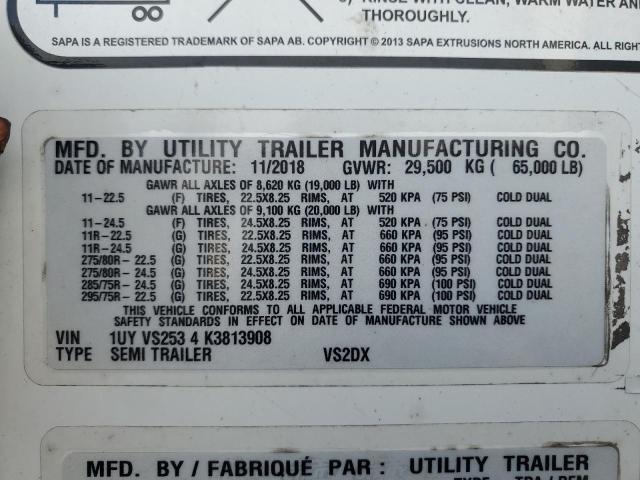 RINSE WITH CLEAN, WARM WATER AND
THOROUGHLY.
SAPA IS A REGISTERED TRADEMARK OF SAPA AB. COPYRIGHT © 2013 SAPA EXTRUSIONS NORTH AMERICA. ALL RIGHT
MFD. BY UTILITY TRAILER MANUFACTURING CO.
DATE OF MANUFACTURE: 11/2018 GVWR: 29,500 KG ( 65,000 LB)
GAWR ALL AXLES OF 8,620 KG (19,000 LB) WITH
11-22.5 (F) TIRES, 22.5X8.25 RIMS, AT 520 KPA (75 PSI) COLD DUAL
GAWR ALL AXLES OF 9,100 KG (20,000 LB) WITH
11-24.5 (F) TIRES, 24.5X8.25 RIMS, AT 520 KPA (75 PSI) COLD DUAL
11R-22.5 (G) TIRES, 22.5X8.25 RIMS, AT 660 KPA (95 PSI) COLD DUAL
11R-24.5 (G) TIRES, 24.5X8.25 RIMS, AT 660 KPA (95 PSI) COLD DUAL
275/80R-22.5 (G) TIRES, 22.5X8.25 RIMS, AT 660 KPA (95 PSI) COLD DUAL
275/80R-24.5 (G) TIRES, 24.5X8.25 RIMS, AT 660 KPA (95 PSI) COLD DUAL
285/75R-24.5 (G) TIRES, 24.5X8.25 RIMS, AT 690 KPA (100 PSI) COLD DUAL
295/75R-22.5 (G) TIRES, 22.5X8.25 RIMS, AT 690 KPA (100 PSI) COLD DUAL
THIS VEHICLE CONFORMS TO ALL APPLICABLE FEDERAL MOTOR VEHICLE
SAFETY STANDARDS IN EFFECT ON DATE OF MANUFACTURE SHOWN ABOVE
VIN 1UY VS253 4 K3813908
TYPE SEMI TRAILER VS2DX
MFD. BY / FABRIQUÉ PAR : UTILITY TRAILER